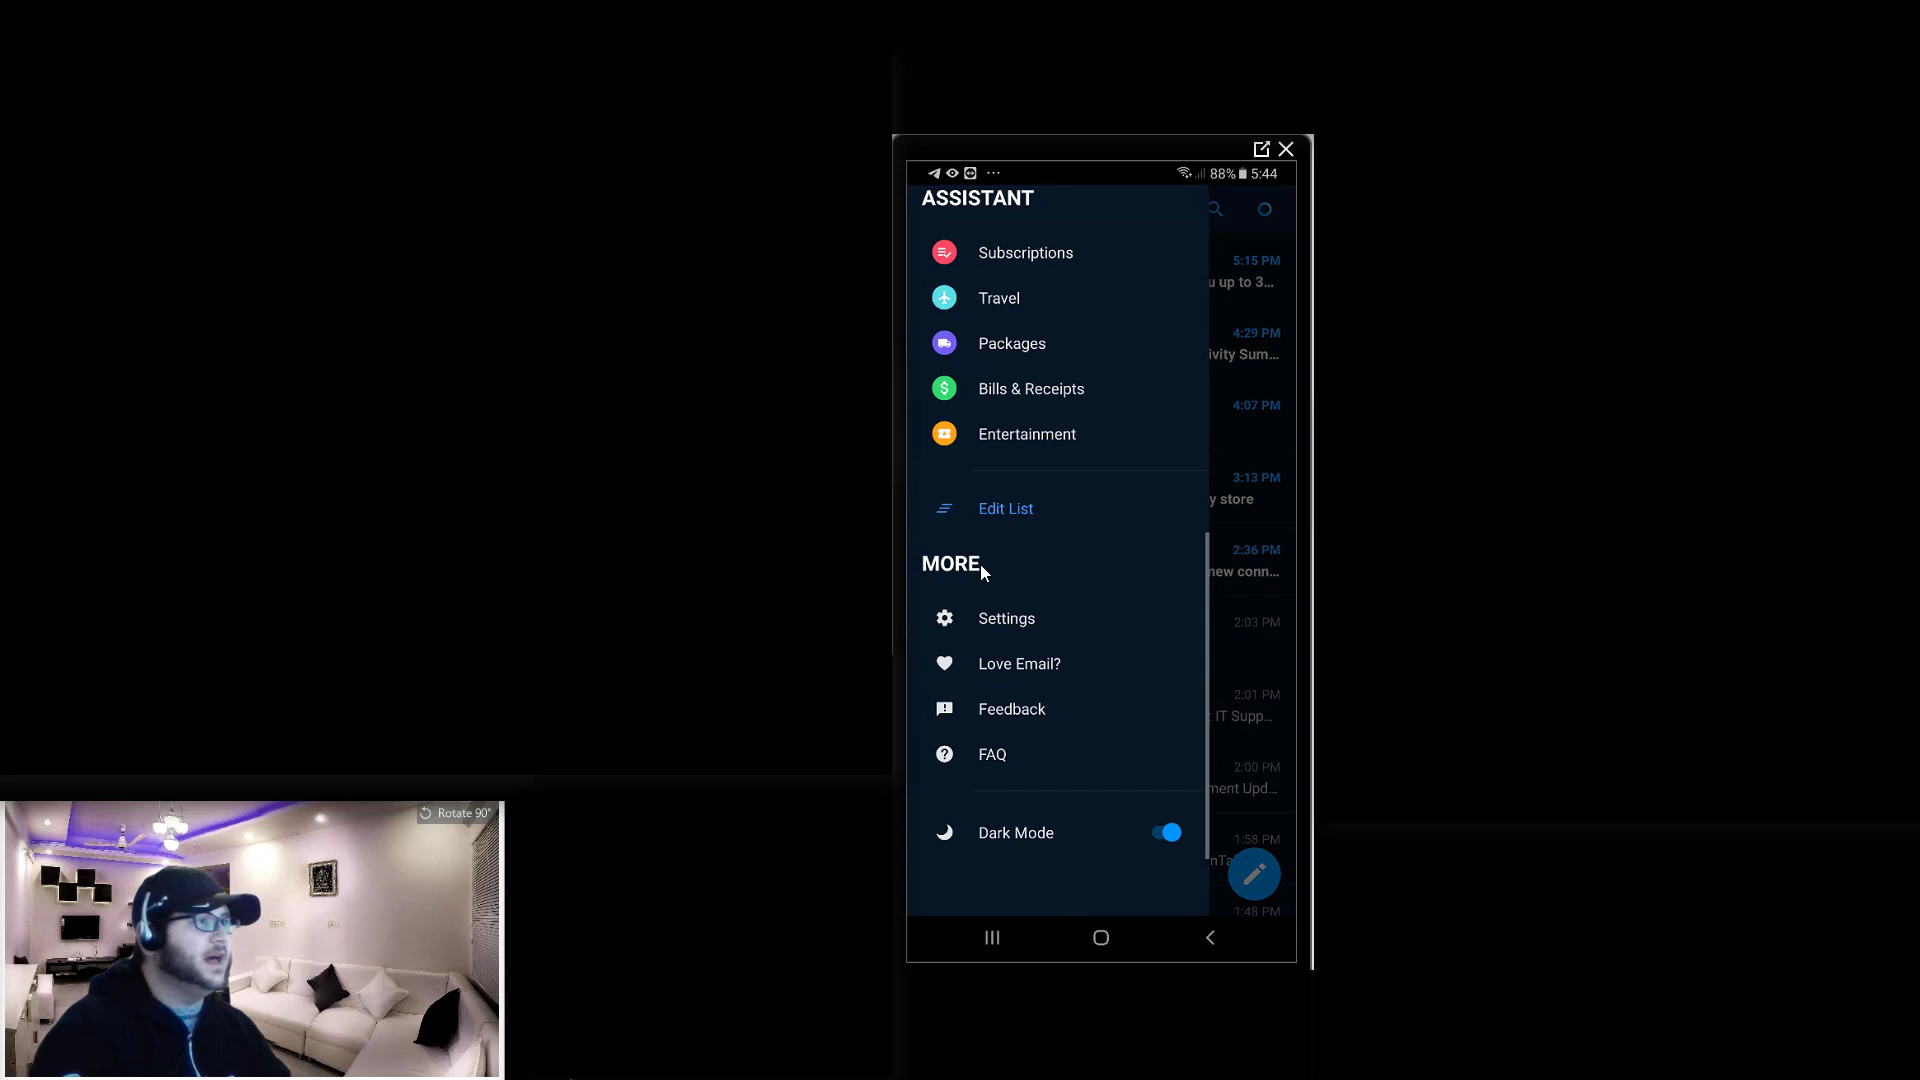 88% 5:44
ASSISTANT
Subscriptions
Travel
Packages
Bills & Receipts
Entertainment
Edit List
MORE
Settings
Love Email?
Feedback
FAQ
Dark Mode
5:15 PM
u up to 3...
4:29 PM
ivity Sum...
4:07 PM
3:13 PM
y store
2:36 PM
new conn...
2:03 PM
2:01 PM
: IT Supp...
2:00 PM
ment Upd...
1:58 PM
nTa
1:48 PM
Rotate 90°